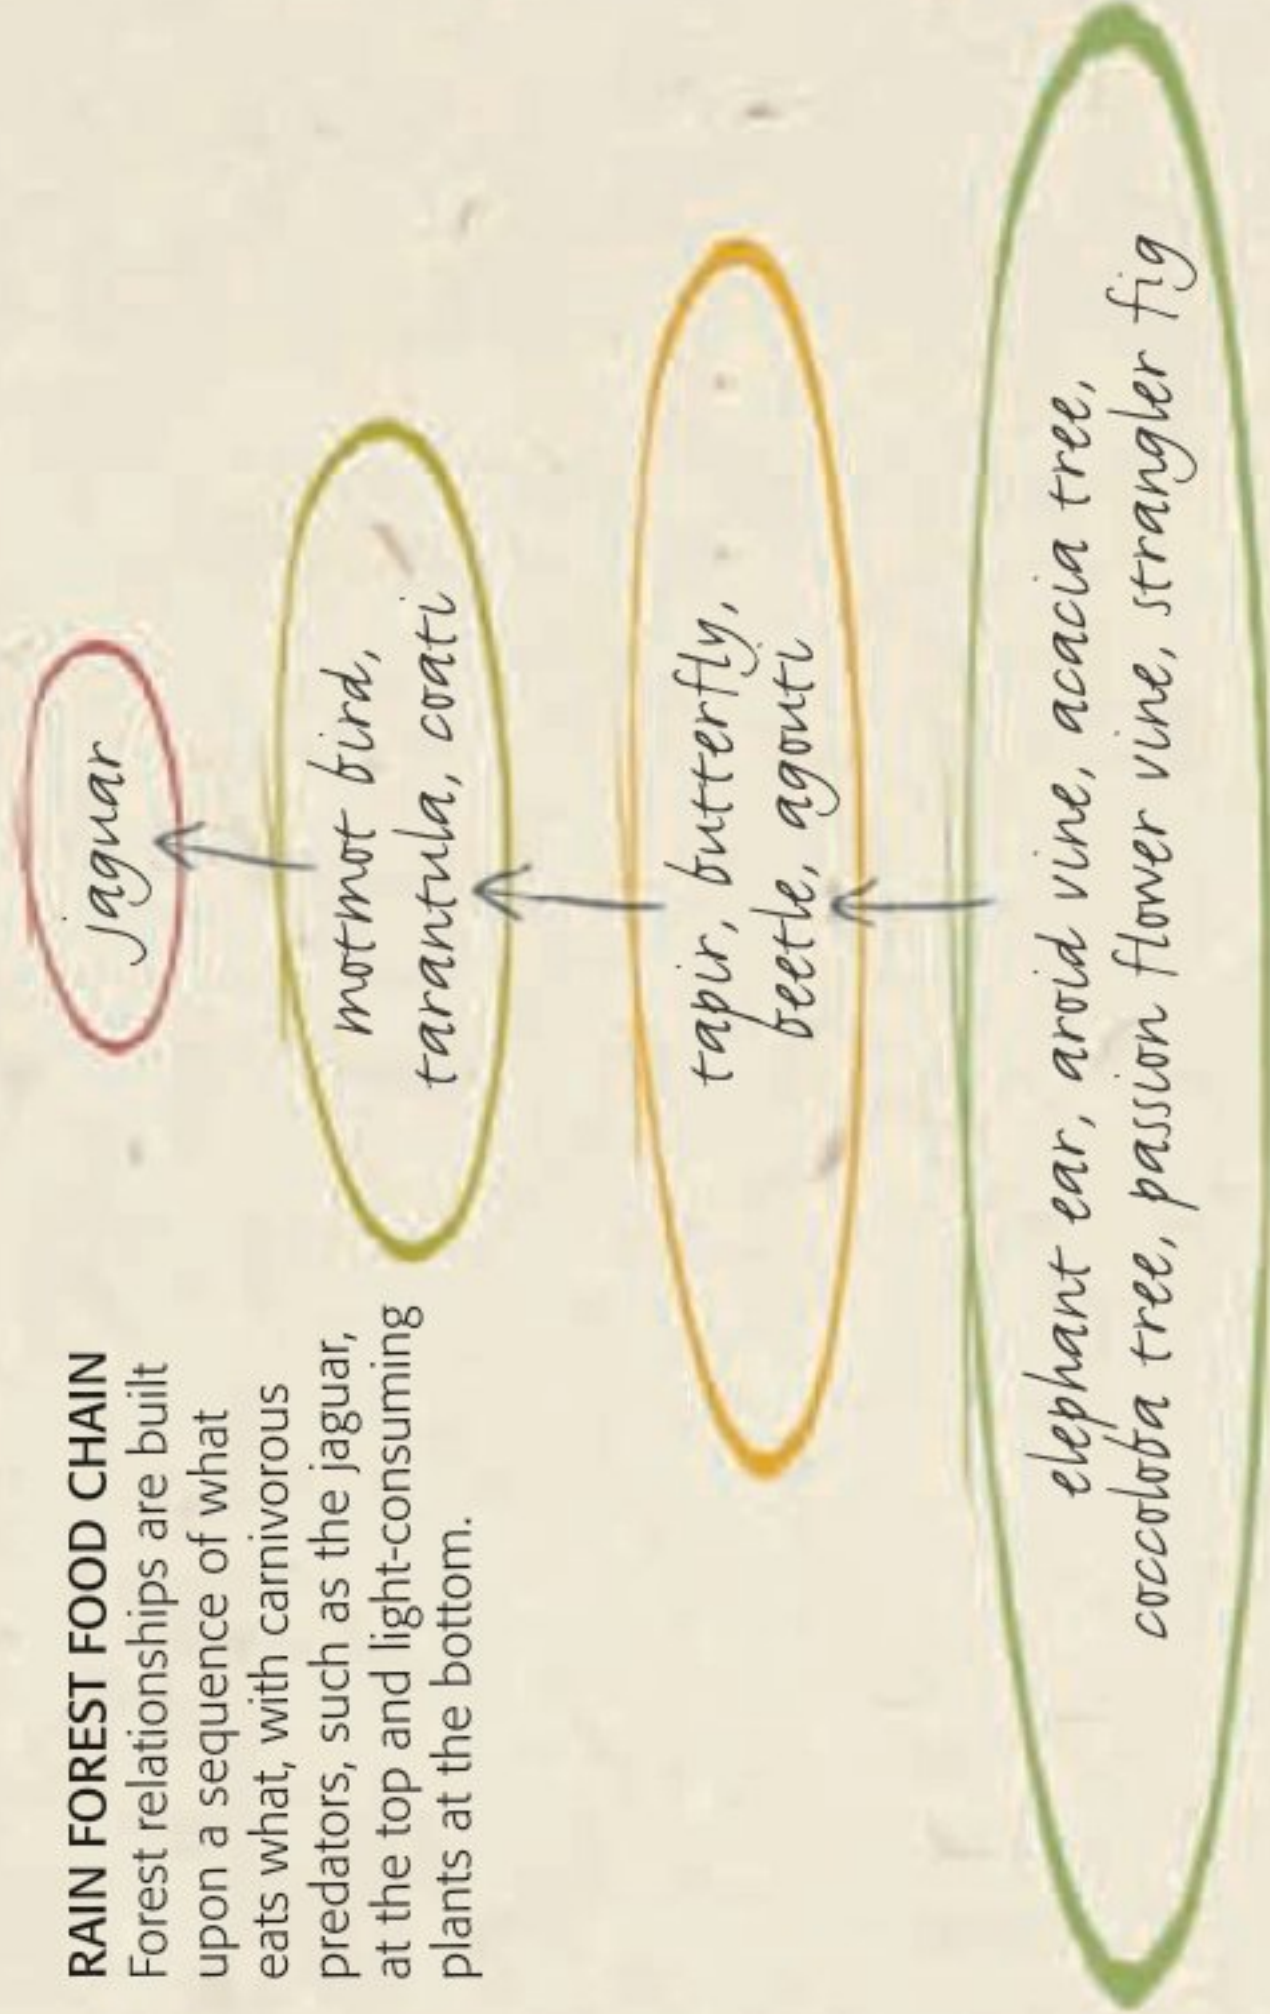 RAIN FOREST FOOD CHAIN
Forest relationships are built
upon a sequence of what
eats what, with carnivorous
predators, such as the jaguar,
at the top and light-consuming
plants at the bottom.
jaguar
motmot bird,
tarantula, coati
tapir, butterfly,
beetle, agouti
elephant ear, aroid vine, acacia tree,
coccoloba tree, passion flower vine, strangler fig